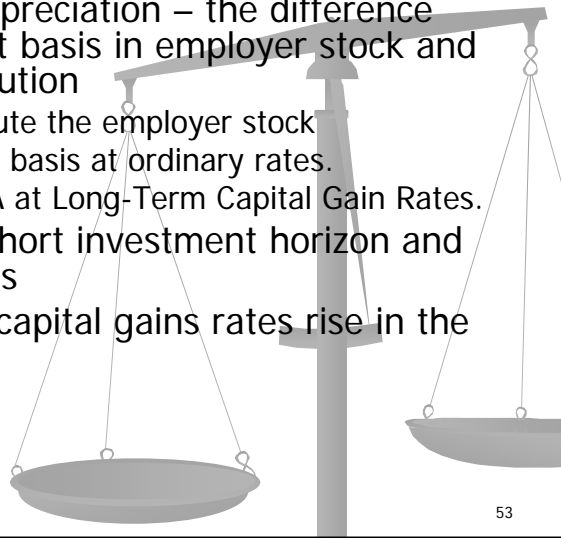 preciation – the difference
t basis in employer stock and
ution
ute the employer stock
basis at ordinary rates.
A at Long-Term Capital Gain Rates.
hort investment horizon and
s
capital gains rates rise in the
53